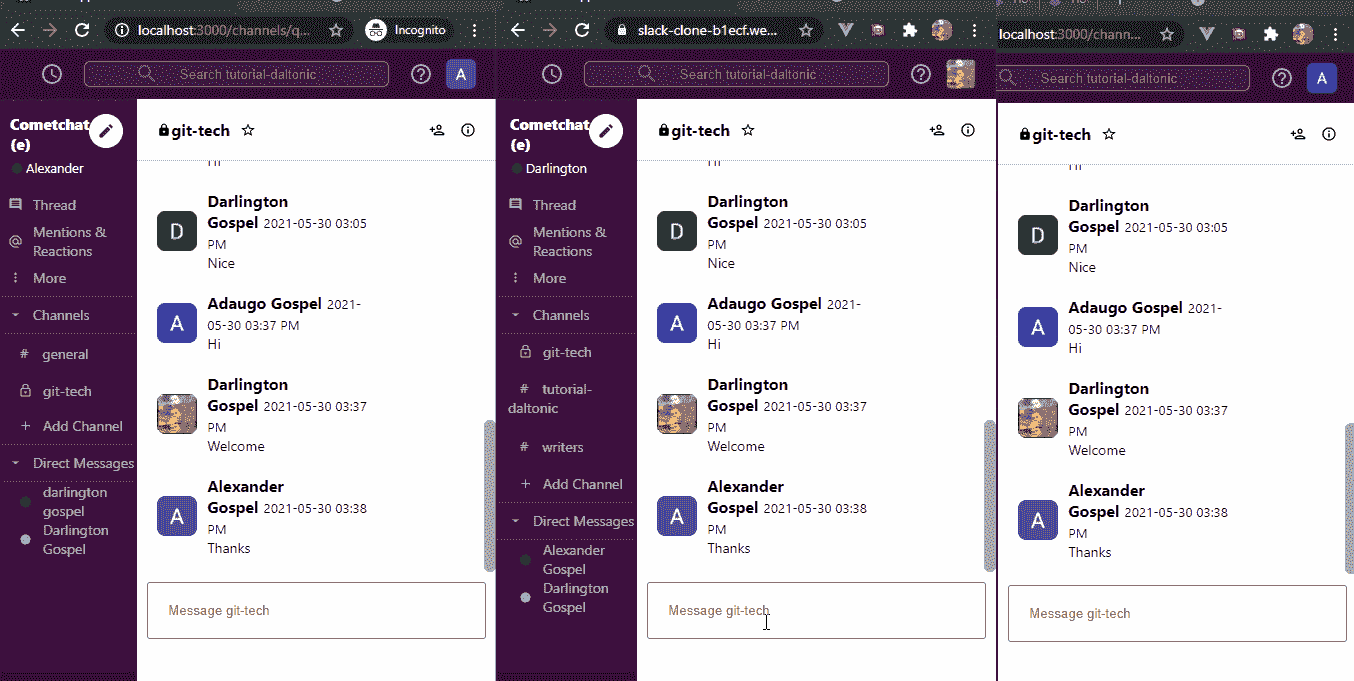 localhost:3000/channels/q...
Incognito
Search tutorial-daltonic
A
Cometchat
(e)
Alexander
Thread
Mentions &
Reactions
More
Channels
# general
git-tech
+ Add Channel
Direct Messages
darlington
gospel
Darlington
Gospel
git-tech
Hi
D
Darlington
Gospel 2021-05-30 03:05
PM
Nice
A
Adaugo Gospel 2021-
05-30 03:37 PM
Hi
Darlington
Gospel 2021-05-30 03:37
PM
Welcome
A
Alexander
Gospel 2021-05-30 03:38
PM
Thanks
Message git-tech
slack-clone-b1ecf.we...
Search tutorial-daltonic
Cometchat
(e)
Darlington
Thread
Mentions &
Reactions
More
Channels
git-tech
# tutorial-
daltonic
# writers
+ Add Channel
Direct Messages
Alexander
Gospel
Darlington
Gospel
git-tech
Hi
D
Darlington
Gospel 2021-05-30 03:05
PM
Nice
A
Adaugo Gospel 2021-
05-30 03:37 PM
Hi
Darlington
Gospel 2021-05-30 03:37
PM
Welcome
A
Alexander
Gospel 2021-05-30 03:38
PM
Thanks
Message git-tech
localhost:3000/chann...
Search tutorial-daltonic
A
git-tech
Hi
D
Darlington
Gospel 2021-05-30 03:05
PM
Nice
A
Adaugo Gospel 2021-
05-30 03:37 PM
Hi
Darlington
Gospel 2021-05-30 03:37
PM
Welcome
A
Alexander
Gospel 2021-05-30 03:38
PM
Thanks
Message git-tech